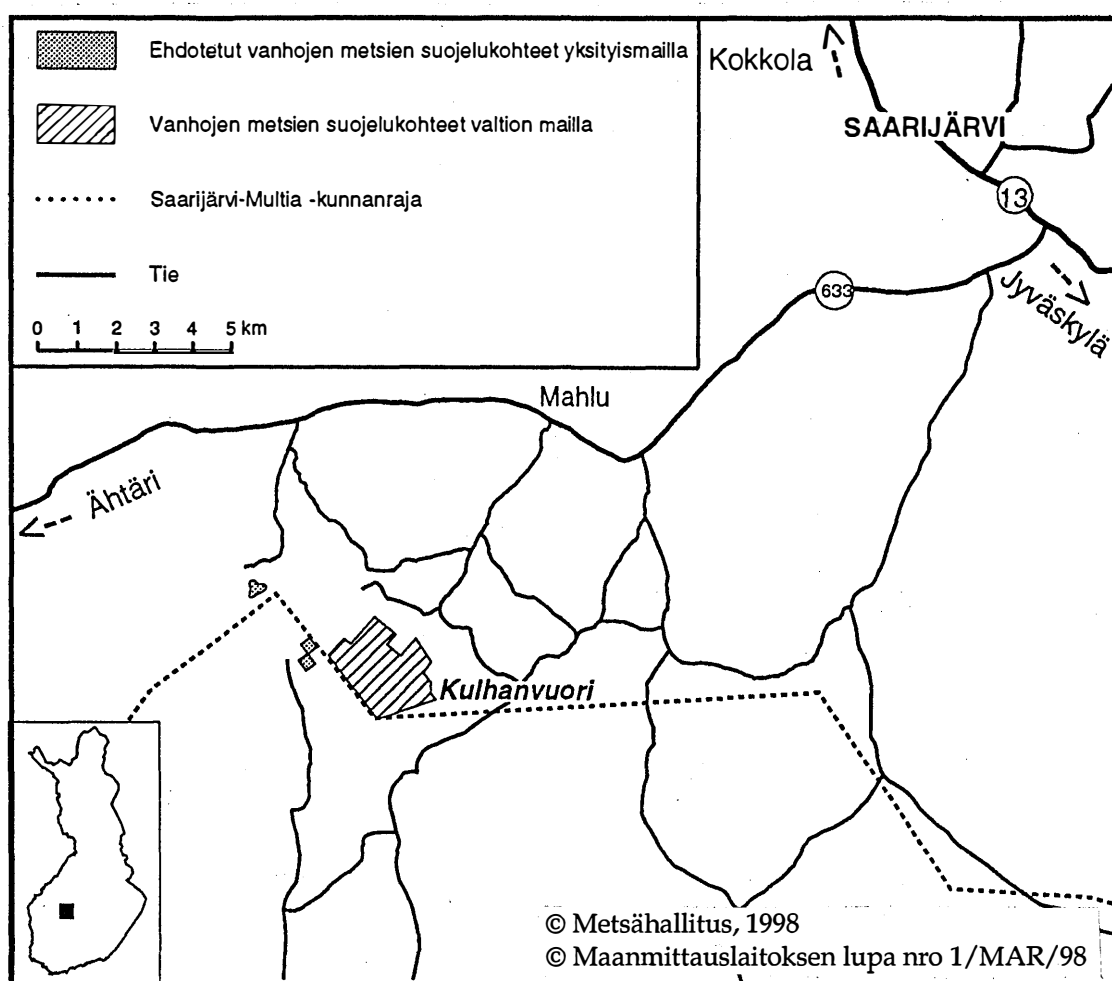 Ehdotetut vanhojen metsien suojelukohteet yksityismailla
Vanhojen metsien suojelukohteet valtion mailla
Saarijärvi-Multia -kunnanraja
Tie
0 1 2 3 4 5 km
Kokkola
SAARIJÄRVI
13
633
Jyväskylä
Mahlu
Ähtäri
Kulhanvuori
© Metsähallitus, 1998
© Maanmittauslaitoksen lupa nro 1/MAR/98